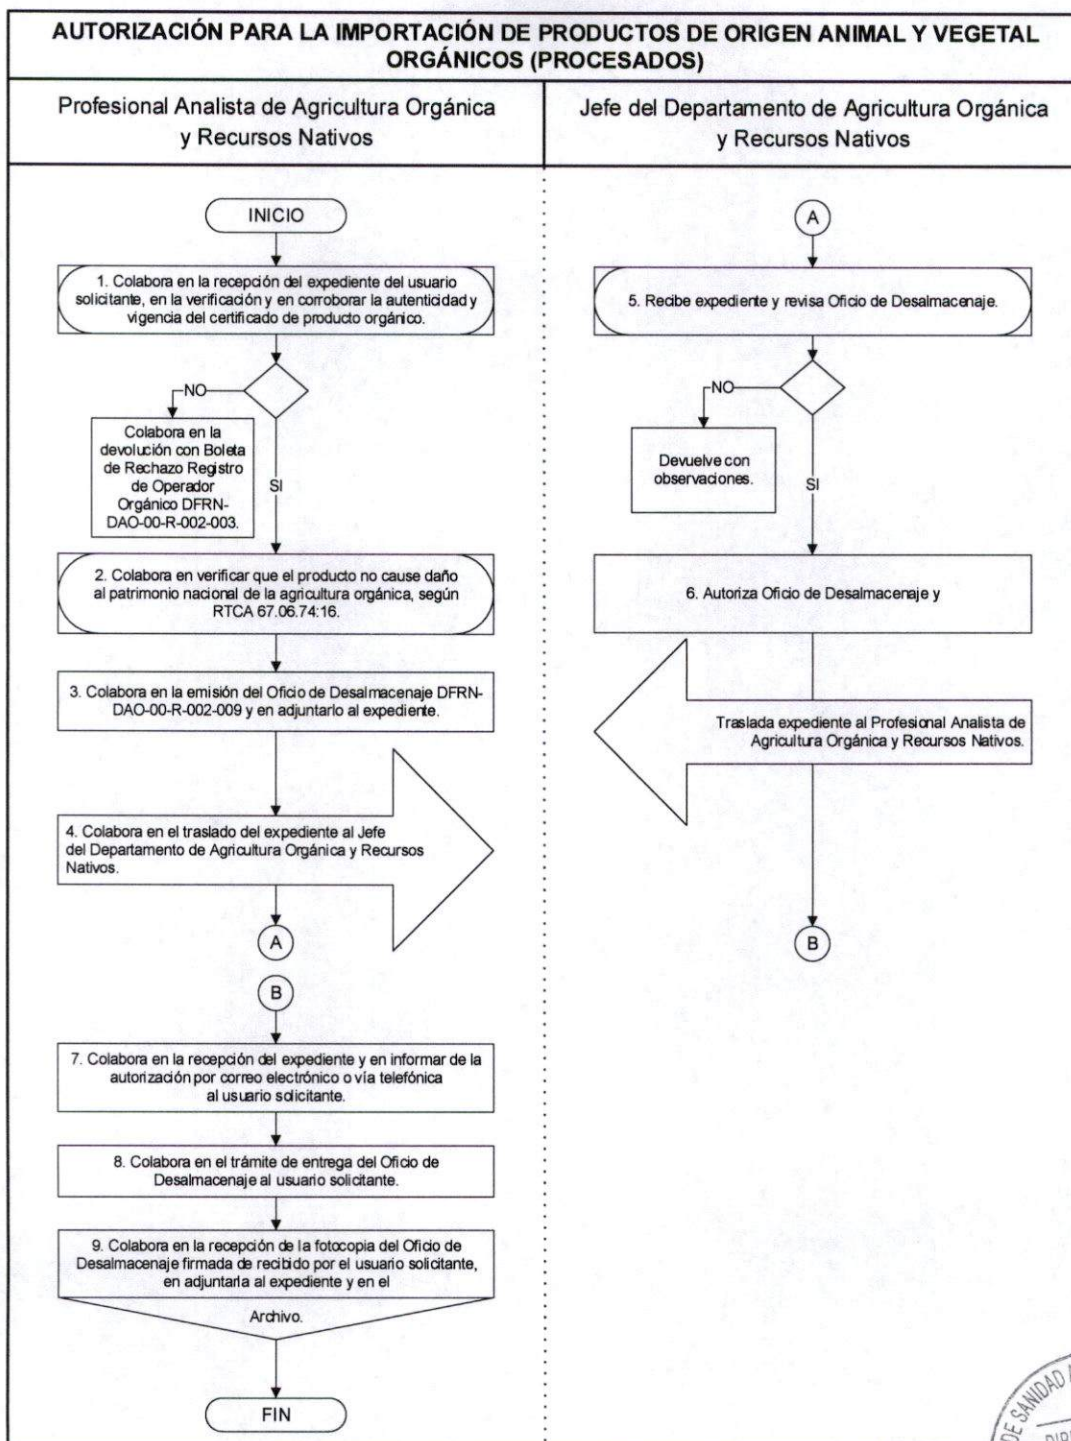 AUTORIZACIÓN PARA LA IMPORTACIÓN DE PRODUCTOS DE ORIGEN ANIMAL Y VEGETAL
ORGÁNICOS (PROCESADOS)
Profesional Analista de Agricultura Orgánica
y Recursos Nativos
INICIO
1. Colabora en la recepción del expediente del usuario
solicitante, en la verificación y en corroborar la autenticidad y
vigencia del certificado de producto orgánico.
NO
Colabora en la
devolución con Boleta
de Rechazo Registro
de Operador
Orgánico DFRN-
DAO-00-R-002-003.
SI
2. Colabora en verificar que el producto no cause daño
al patrimonio nacional de la agricultura orgánica, según
RTCA 67.06.74:16.
3. Colabora en la emisión del Oficio de Desalmacenaje DFRN-
DAO-00-R-002-009 y en adjuntarlo al expediente.
4. Colabora en el traslado del expediente al Jefe
del Departamento de Agricultura Orgánica y Recursos
Nativos.
A
B
7. Colabora en la recepción del expediente y en informar de la
autorización por correo electrónico o vía telefónica
al usuario solicitante.
8. Colabora en el trámite de entrega del Oficio de
Desalmacenaje al usuario solicitante.
9. Colabora en la recepción de la fotocopia del Oficio de
Desalmacenaje firmada de recibido por el usuario solicitante,
en adjuntarla al expediente y en el
Archivo.
FIN
Jefe del Departamento de Agricultura Orgánica
y Recursos Nativos
A
5. Recibe expediente y revisa Oficio de Desalmacenaje.
NO
Devuelve con
observaciones.
SI
6. Autoriza Oficio de Desalmacenaje y
Traslada expediente al Profesional Analista de
Agricultura Orgánica y Recursos Nativos.
B
DE SANIDAD